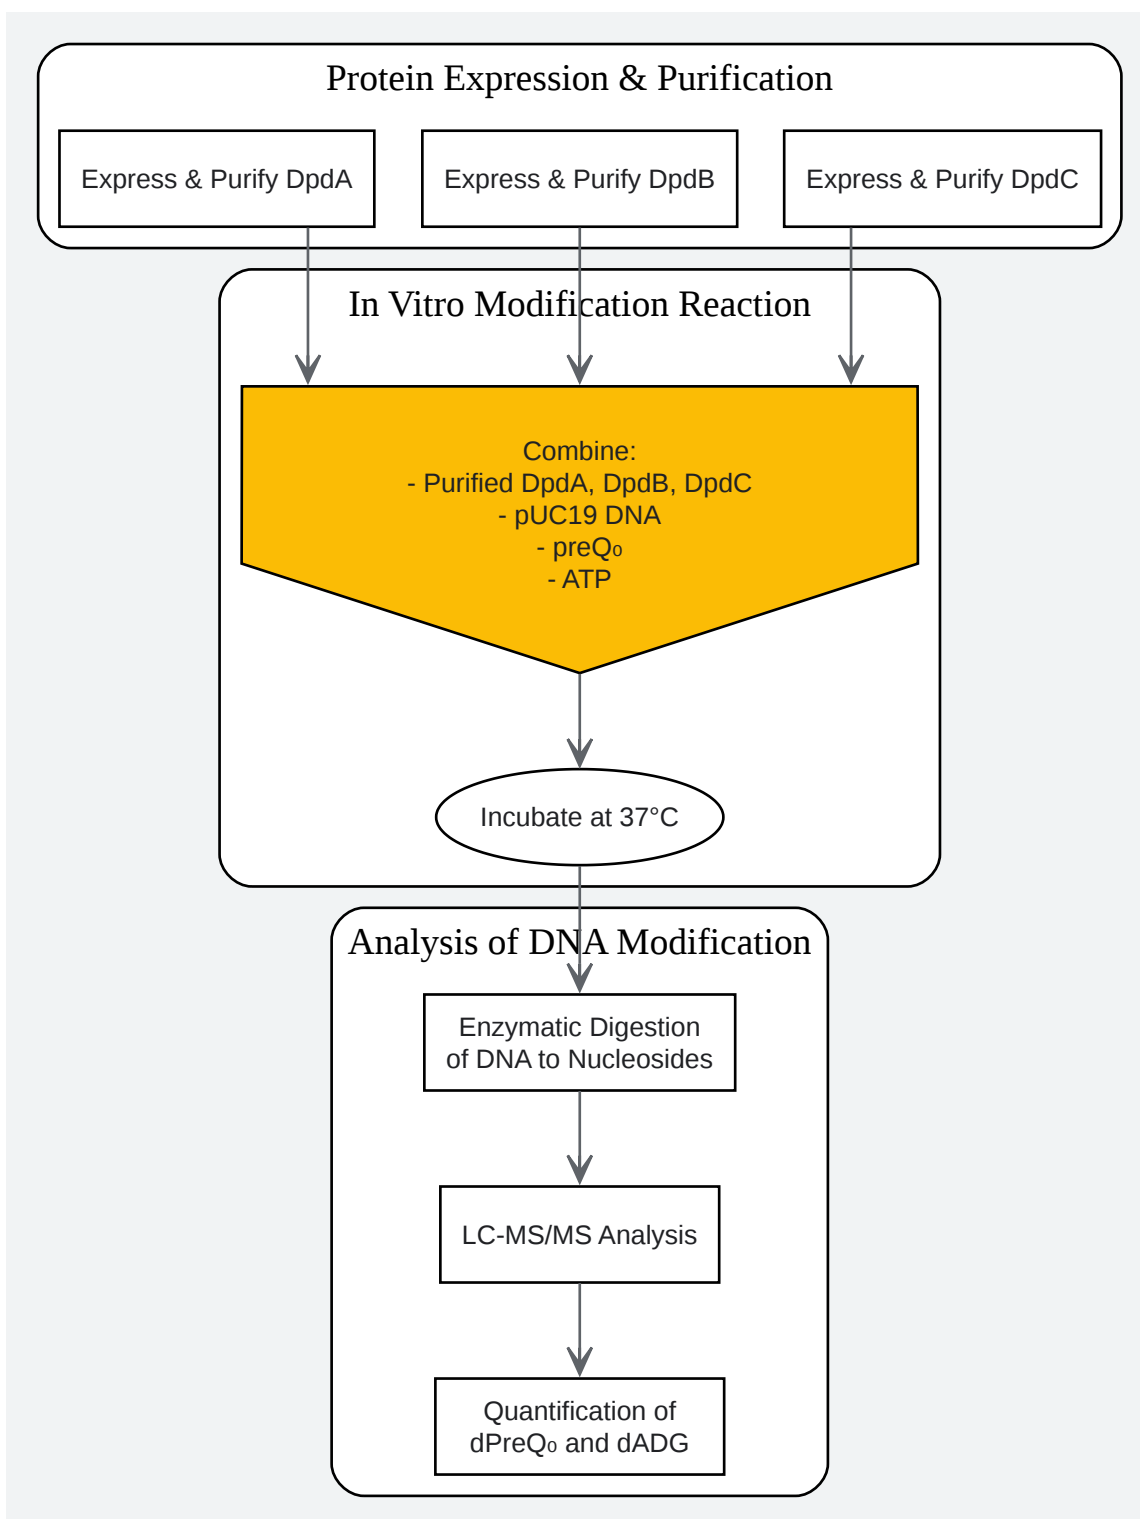 Protein Expression & Purification
Express & Purify DpdA
Express & Purify DpdB
Express & Purify DpdC
In Vitro Modification Reaction
Combine:
- Purified DpdA, DpdB, DpdC
- pUC19 DNA
- preQ₀
- ATP
Incubate at 37°C
Analysis of DNA Modification
Enzymatic Digestion
of DNA to Nucleosides
LC-MS/MS Analysis
Quantification of
dPreQ₀ and dADG